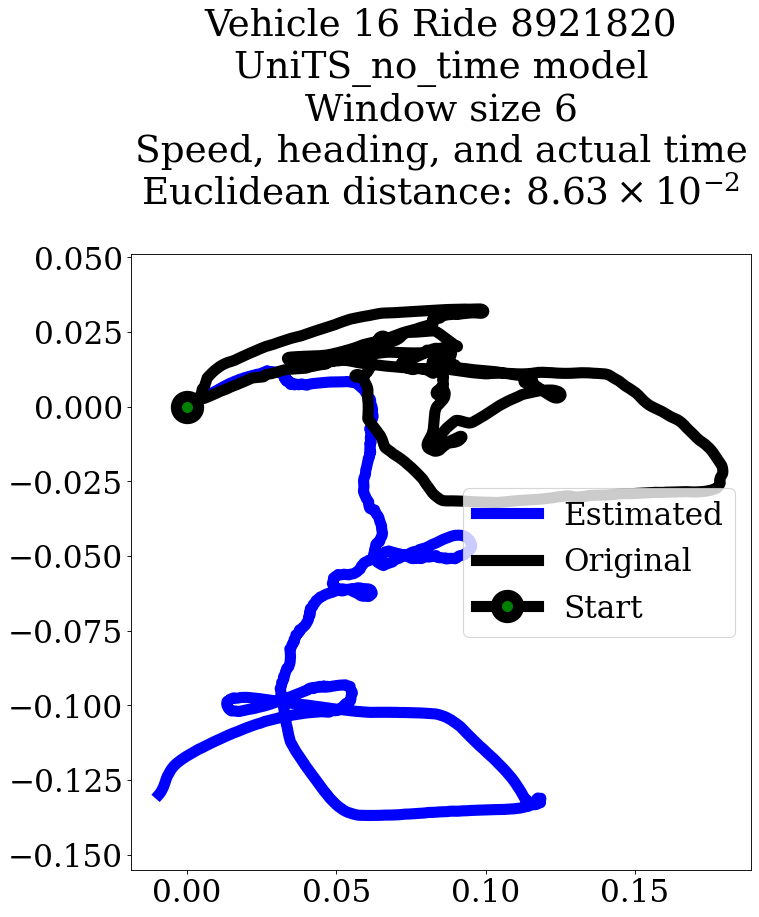 Vehicle 16 Ride 8921820
UniTS_no_time model
Window size 6
Speed, heading, and actual time
Euclidean distance: 8.63 × 10⁻²
0.050
0.025
0.000
−0.025
−0.050
−0.075
−0.100
−0.125
−0.150
Estimated
Original
Start
0.00 0.05 0.10 0.15